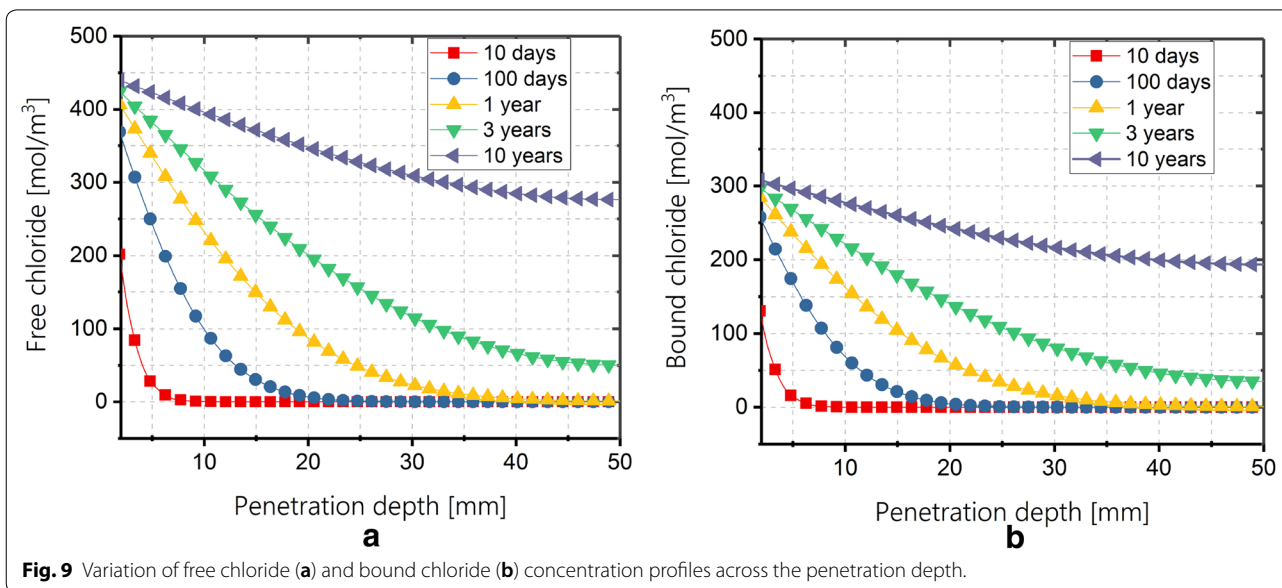 500
400
300
200
100
0
Free chloride [mol/m³]
10 days
100 days
1 year
3 years
10 years
10 20 30 40 50
Penetration depth [mm]
a
500
400
300
200
100
0
Bound chloride [mol/m³]
10 days
100 days
1 year
3 years
10 years
10 20 30 40 50
Penetration depth [mm]
b
Fig. 9 Variation of free chloride (a) and bound chloride (b) concentration profiles across the penetration depth.